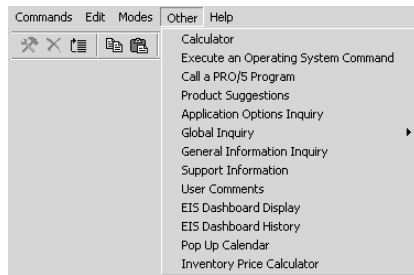 Commands Edit Modes Other Help
Calculator
Execute an Operating System Command
Call a PRO/5 Program
Product Suggestions
Application Options Inquiry
Global Inquiry
General Information Inquiry
Support Information
User Comments
EIS Dashboard Display
EIS Dashboard History
Pop Up Calendar
Inventory Price Calculator